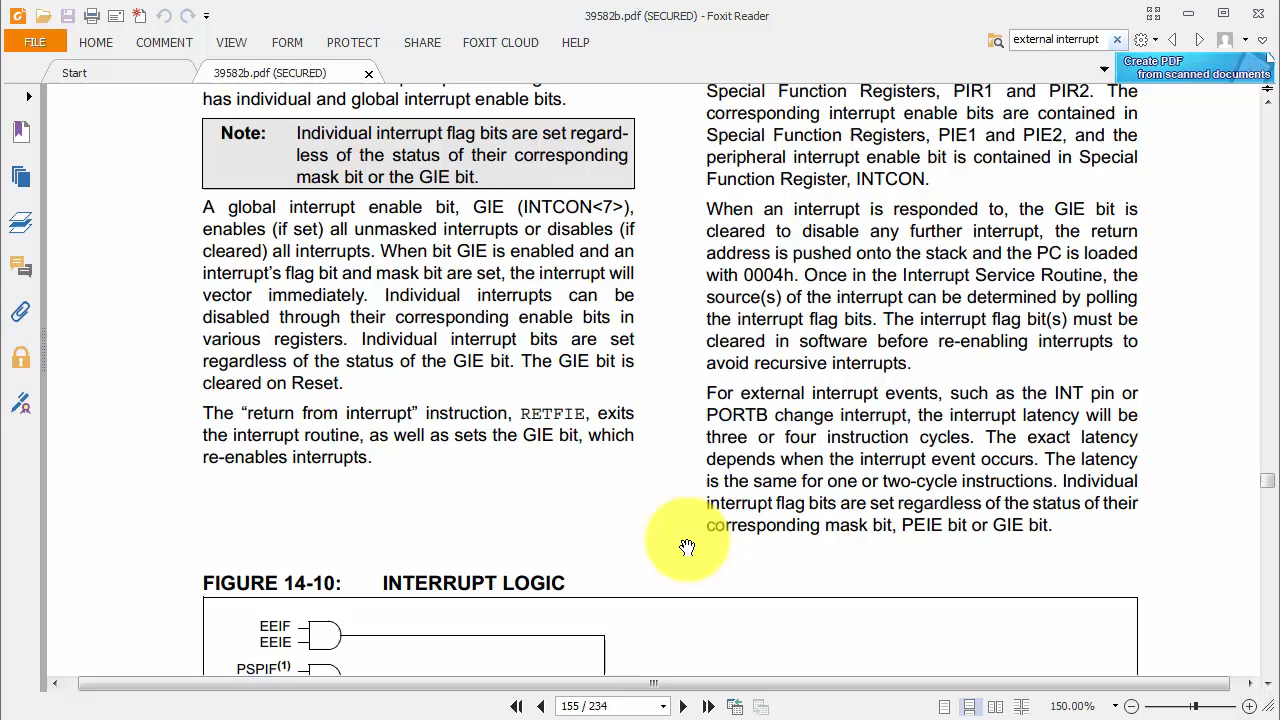 39582b.pdf (SECURED) - Foxit Reader
FILE
HOME
COMMENT
VIEW
FORM
PROTECT
SHARE
FOXIT CLOUD
HELP
external interrupt
Start
39582b.pdf (SECURED)
Create PDF
from scanned documents
has individual and global interrupt enable bits.
Note: Individual interrupt flag bits are set regard-
less of the status of their corresponding
mask bit or the GIE bit.
A global interrupt enable bit, GIE (INTCON<7>),
enables (if set) all unmasked interrupts or disables (if
cleared) all interrupts. When bit GIE is enabled and an
interrupt's flag bit and mask bit are set, the interrupt will
vector immediately. Individual interrupts can be
disabled through their corresponding enable bits in
various registers. Individual interrupt bits are set
regardless of the status of the GIE bit. The GIE bit is
cleared on Reset.
The “return from interrupt” instruction, RETFIE, exits
the interrupt routine, as well as sets the GIE bit, which
re-enables interrupts.
Special Function Registers, PIR1 and PIR2. The
corresponding interrupt enable bits are contained in
Special Function Registers, PIE1 and PIE2, and the
peripheral interrupt enable bit is contained in Special
Function Register, INTCON.
When an interrupt is responded to, the GIE bit is
cleared to disable any further interrupt, the return
address is pushed onto the stack and the PC is loaded
with 0004h. Once in the Interrupt Service Routine, the
source(s) of the interrupt can be determined by polling
the interrupt flag bits. The interrupt flag bit(s) must be
cleared in software before re-enabling interrupts to
avoid recursive interrupts.
For external interrupt events, such as the INT pin or
PORTB change interrupt, the interrupt latency will be
three or four instruction cycles. The exact latency
depends when the interrupt event occurs. The latency
is the same for one or two-cycle instructions. Individual
interrupt flag bits are set regardless of the status of their
corresponding mask bit, PEIE bit or GIE bit.
FIGURE 14-10: INTERRUPT LOGIC
EEIF
EEIE
PSPIF(1)
155 / 234
150.00%